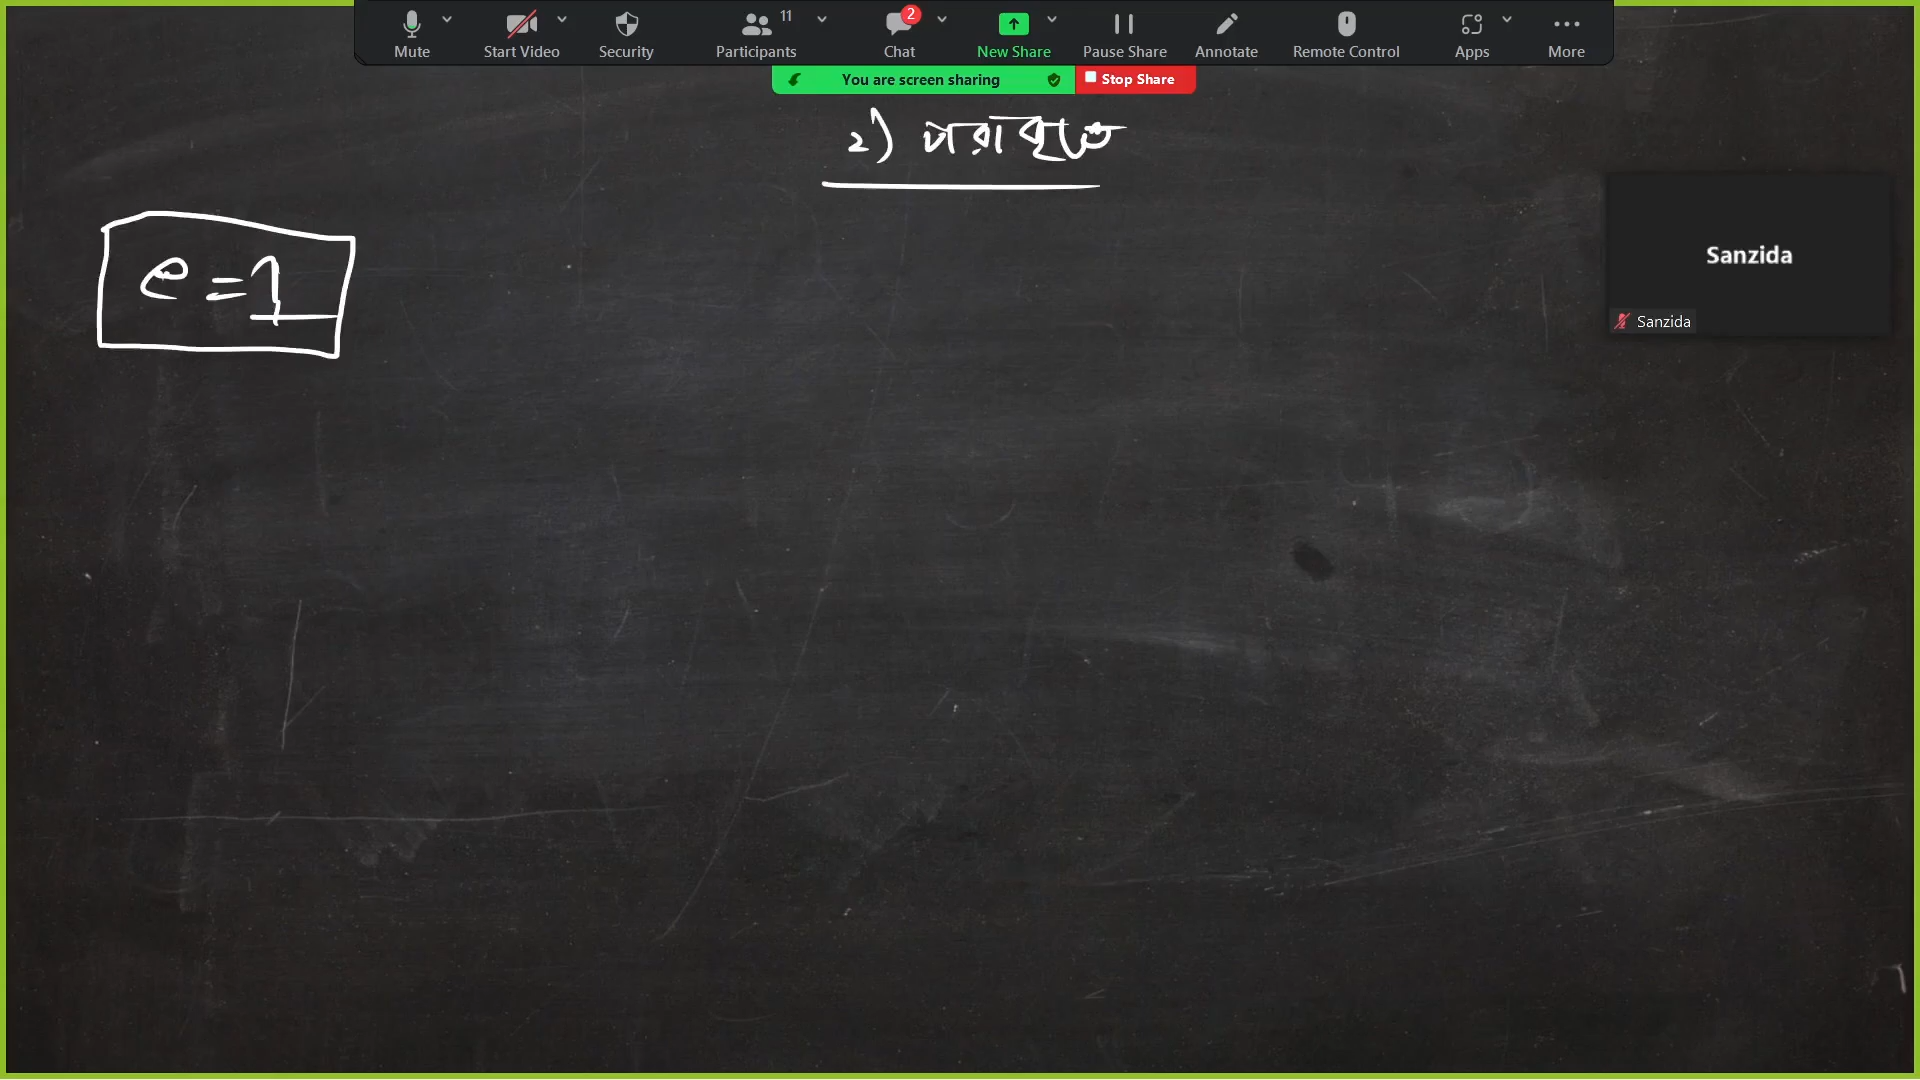 Mute
Start Video
Security
Participants 11
Chat 2
New Share
Pause Share
Annotate
Remote Control
Apps
More
You are screen sharing
Stop Share
২) পরাবৃত্ত
e = 1
Sanzida
Sanzida